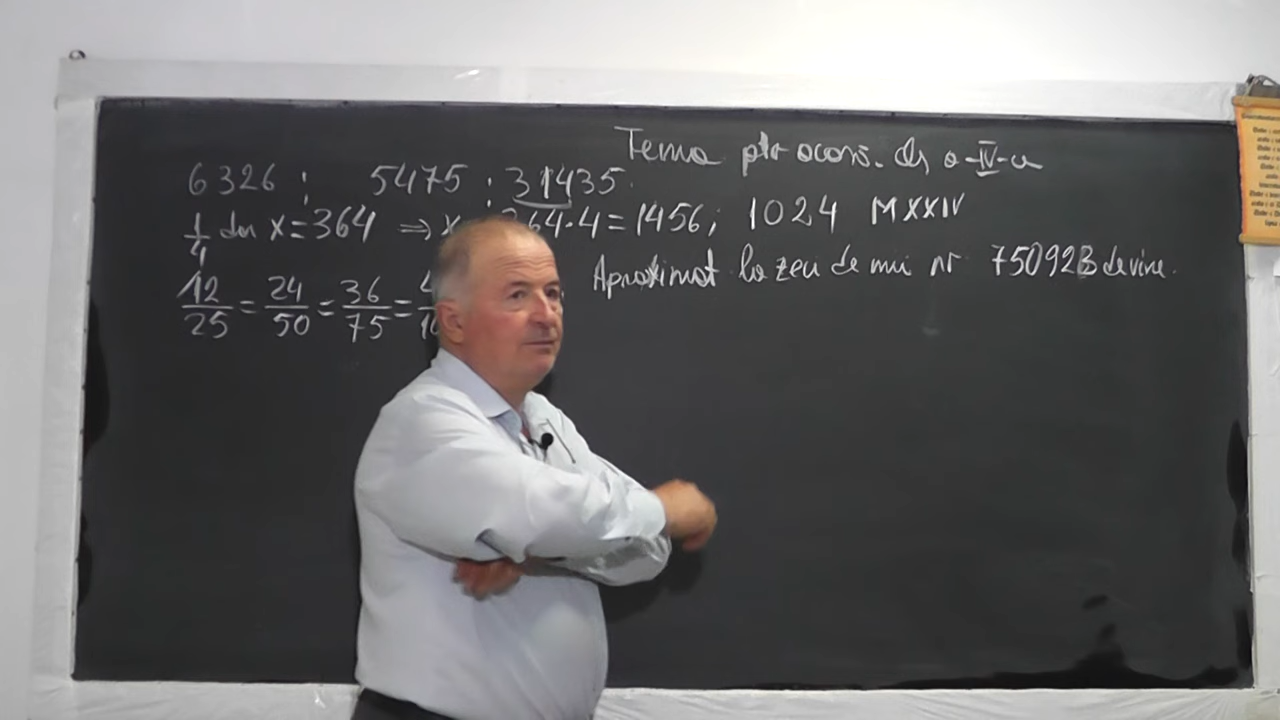 Tema ptr acasă. cls a-IV-a
6326 ; 5475 ; 31435.
1/4 din x=364 ⇒ x 364·4=1456; 1024 MXXIV
Aproximat la zeci de mii nr 750923 devine.
12/25 = 24/50 = 36/75 =